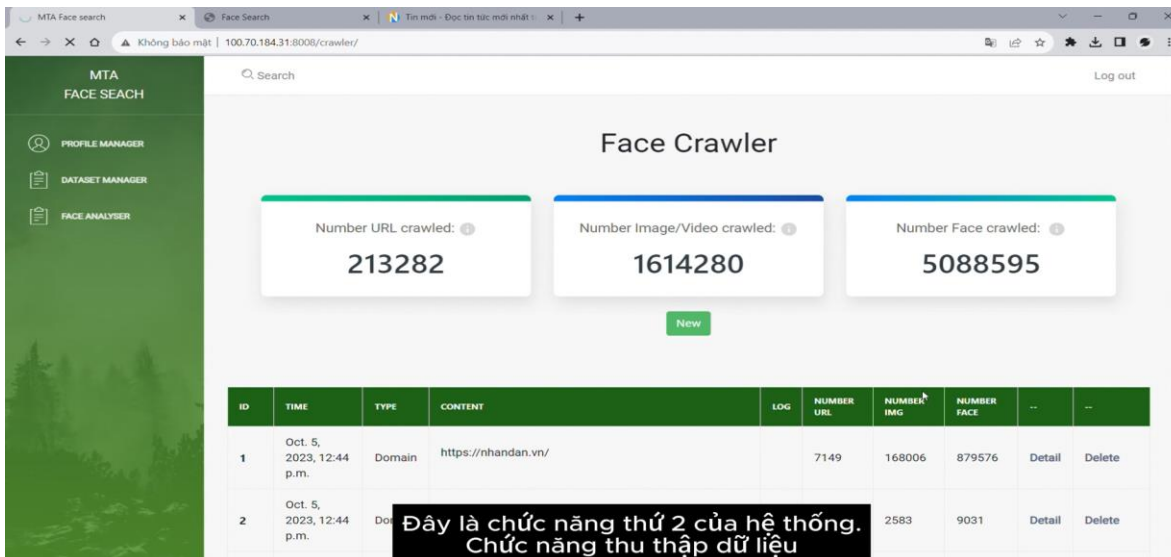 MTA Face search
Face Search
Tin mới - Đọc tin tức mới nhất
Không bảo mật | 100.70.184.31:8008/crawler/
MTA
FACE SEACH
Search
Log out
PROFILE MANAGER
DATASET MANAGER
FACE ANALYSER
Face Crawler
Number URL crawled:
213282
Number Image/Video crawled:
1614280
Number Face crawled:
5088595
New
ID TIME TYPE CONTENT LOG NUMBER URL NUMBER IMG NUMBER FACE -- --
1 Oct. 5, 2023, 12:44 p.m. Domain https://nhandan.vn/ 7149 168006 879576 Detail Delete
2 Oct. 5, 2023, 12:44 p.m. 2583 9031 Detail Delete
Đây là chức năng thứ 2 của hệ thống.
Chức năng thu thập dữ liệu